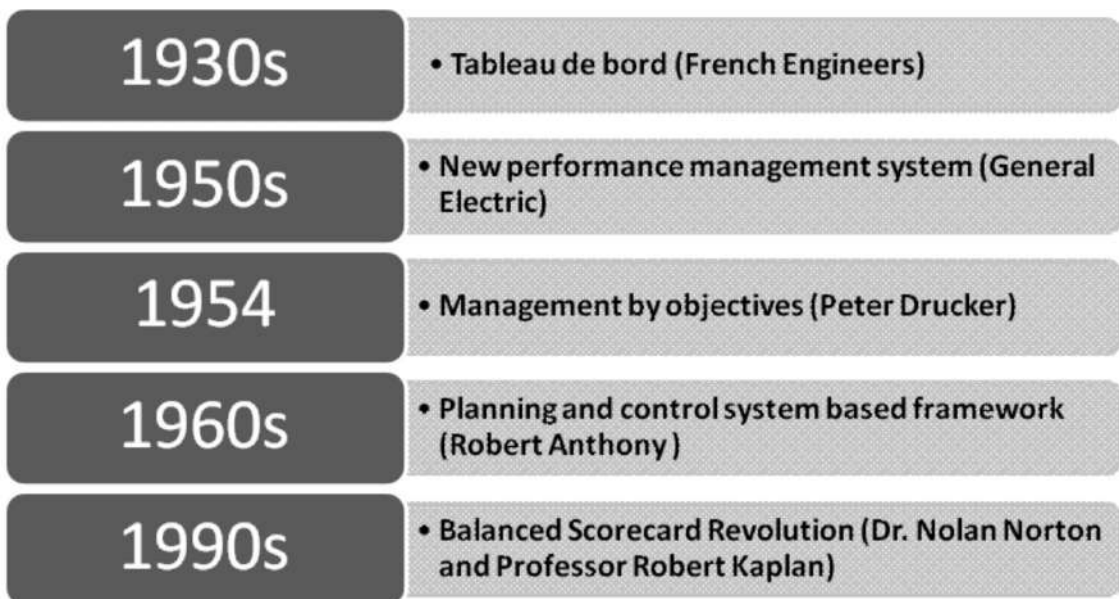 1930s
• Tableau de bord (French Engineers)
1950s
• New performance management system (General
Electric)
1954
• Management by objectives (Peter Drucker)
1960s
• Planning and control system based framework
(Robert Anthony )
1990s
• Balanced Scorecard Revolution (Dr. Nolan Norton
and Professor Robert Kaplan)